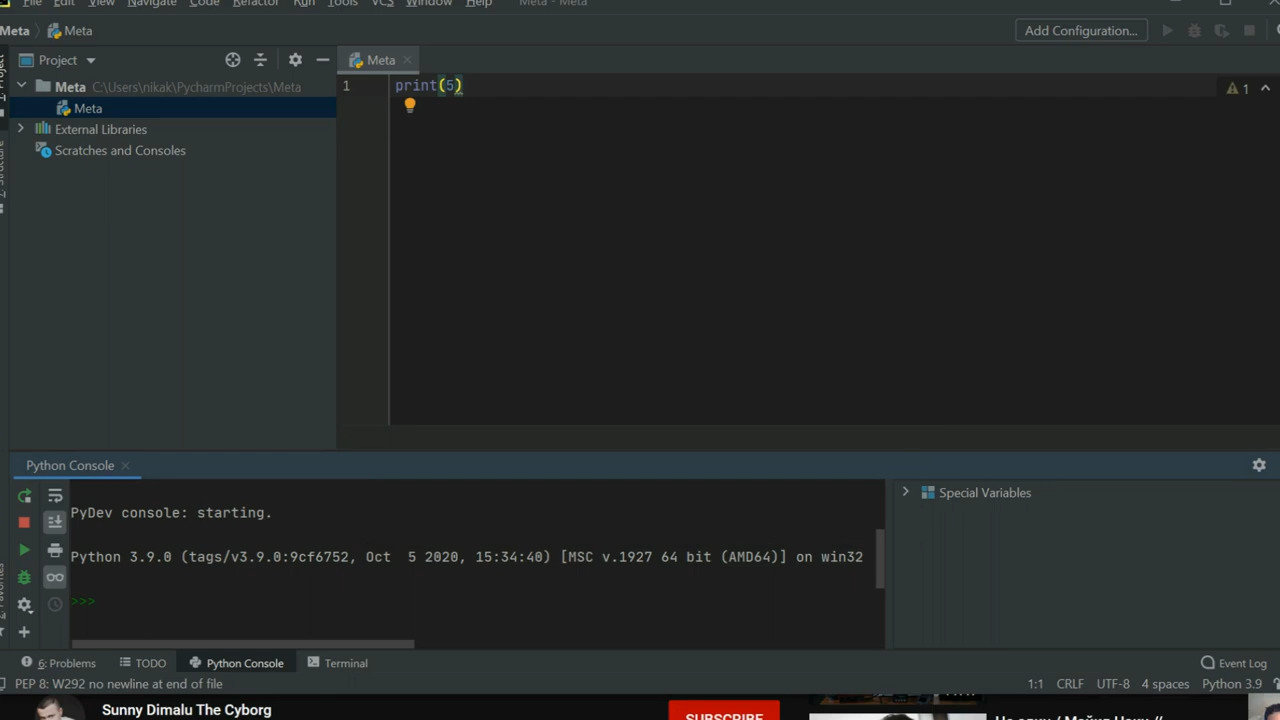 File Edit View Navigate Code Refactor Run Tools VCS Window Help Meta - Meta
Meta Meta Add Configuration...
Project Meta
Meta C:\Users\nikak\PycharmProjects\Meta
Meta
External Libraries
Scratches and Consoles
1 print(5)
1
Python Console
PyDev console: starting.
Python 3.9.0 (tags/v3.9.0:9cf6752, Oct  5 2020, 15:34:40) [MSC v.1927 64 bit (AMD64)] on win32
>>>
Special Variables
6: Problems TODO Python Console Terminal Event Log
PEP 8: W292 no newline at end of file 1:1 CRLF UTF-8 4 spaces Python 3.9
Sunny Dimalu The Cyborg
SUBSCRIBE